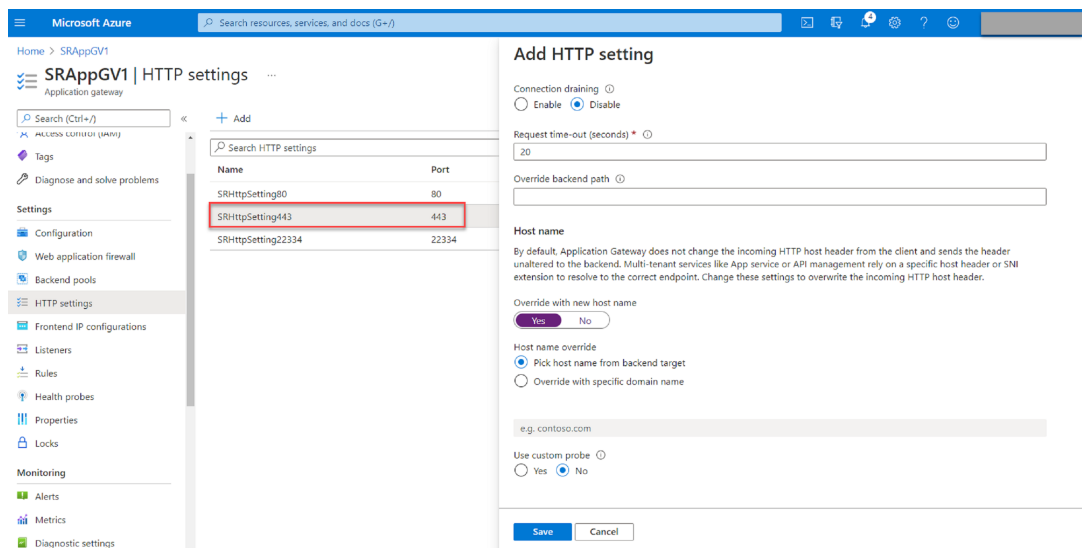 Microsoft Azure
Search resources, services, and docs (G+/)
4
Home > SRAppGV1
SRAppGV1 | HTTP settings ...
Application gateway
Search (Ctrl+/)
«
Access control (IAM)
Tags
Diagnose and solve problems
Settings
Configuration
Web application firewall
Backend pools
HTTP settings
Frontend IP configurations
Listeners
Rules
Health probes
Properties
Locks
Monitoring
Alerts
Metrics
Diagnostic settings
+ Add
Search HTTP settings
Name Port
SRHttpSetting80 80
SRHttpSetting443 443
SRHttpSetting22334 22334
Add HTTP setting
Connection draining
Enable Disable
Request time-out (seconds) *
20
Override backend path
Host name
By default, Application Gateway does not change the incoming HTTP host header from the client and sends the header
unaltered to the backend. Multi-tenant services like App service or API management rely on a specific host header or SNI
extension to resolve to the correct endpoint. Change these settings to overwrite the incoming HTTP host header.
Override with new host name
Yes No
Host name override
Pick host name from backend target
Override with specific domain name
e.g. contoso.com
Use custom probe
Yes No
Save Cancel